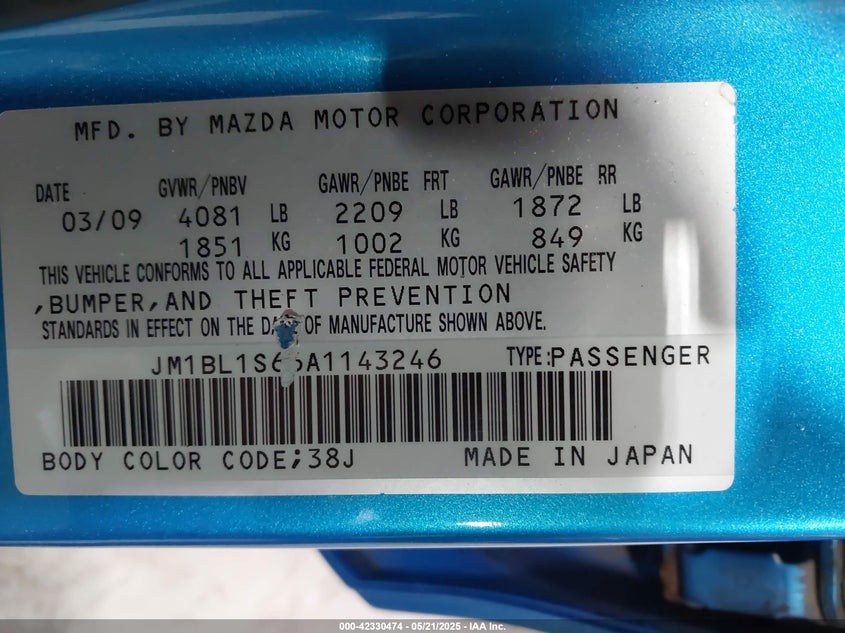 MFD. BY MAZDA MOTOR CORPORATION
DATE GVWR/PNBV GAWR/PNBE FRT GAWR/PNBE RR
03/09 4081 LB 2209 LB 1872 LB
1851 KG 1002 KG 849 KG
THIS VEHICLE CONFORMS TO ALL APPLICABLE FEDERAL MOTOR VEHICLE SAFETY
,BUMPER,AND THEFT PREVENTION
STANDARDS IN EFFECT ON THE DATE OF MANUFACTURE SHOWN ABOVE.
JM1BL1S66A1143246 TYPE:PASSENGER
BODY COLOR CODE;38J MADE IN JAPAN
000-42330474 - 05/21/2025 - IAA Inc.